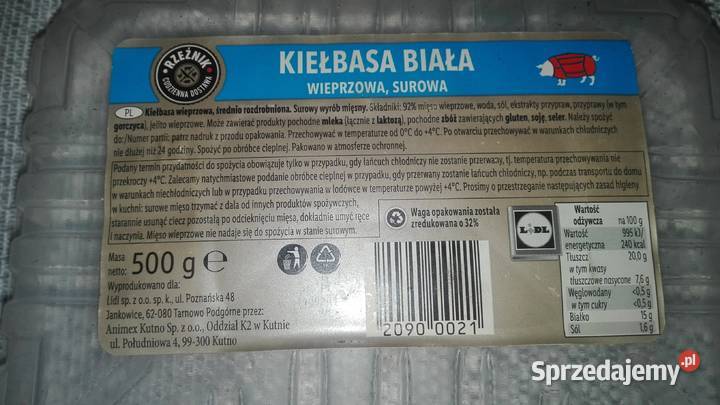 RZEŹNIK
CODZIENNA DOSTAWA
KIEŁBASA BIAŁA
WIEPRZOWA, SUROWA
PL Kiełbasa wieprzowa, średnio rozdrobniona. Surowy wyrób mięsny. Składniki: 92% mięso wieprzowe, woda, sól, ekstrakty przypraw, przyprawy (w tym
gorczyca), jelito wieprzowe. Może zawierać produkty pochodne mleka (łącznie z laktozą), pochodne zbóż zawierających gluten, soję, seler. Należy spożyć
do:/Numer partii: patrz nadruk z przodu opakowania. Przechowywać w temperaturze od 0°C do +4°C. Po otwarciu przechowywać w warunkach chłodniczych
nie dłużej niż 24 godziny. Spożyć po obróbce cieplnej. Pakowano w atmosferze ochronnej.
Podany termin przydatności do spożycia obowiązuje tylko w przypadku, gdy łańcuch chłodniczy nie zostanie przerwany, tj. temperatura przechowywania nie
przekroczy +4°C. Zalecamy natychmiastowe poddanie obróbce cieplnej w przypadku, gdy przerwany zostanie łańcuch chłodniczy, np. podczas transportu do domu
w warunkach niechłodniczych lub w przypadku przechowywania w lodówce w temperaturze powyżej +4°C. Prosimy o przestrzeganie następujących zasad higieny
w kuchni: surowe mięso trzymać z dala od innych produktów spożywczych,
starannie usunąć ciecz pozostałą po odcieknięciu mięsa, dokładnie umyć ręce
i naczynia. Mięso wieprzowe nie nadaje się do spożycia w stanie surowym.
Waga opakowania została
zredukowana o 32%
LIDL
Wartość odżywcza na 100 g
Wartość energetyczna 995 kJ/ 240 kcal
Tłuszcz 20,0 g
w tym kwasy
tłuszczowe nasycone 7,6 g
Węglowodany <0,5 g
w tym cukry <0,5 g
Białko 15 g
Sól 1,6 g
Masa
netto: 500 g e
Wyprodukowano dla:
Lidl sp. z o.o. sp. k., ul. Poznańska 48
Jankowice, 62-080 Tarnowo Podgórne przez:
Animex Kutno Sp. z o.o., Oddział K2 w Kutnie
ul. Południowa 4, 99-300 Kutno
2090 0021
Sprzedajemy.pl